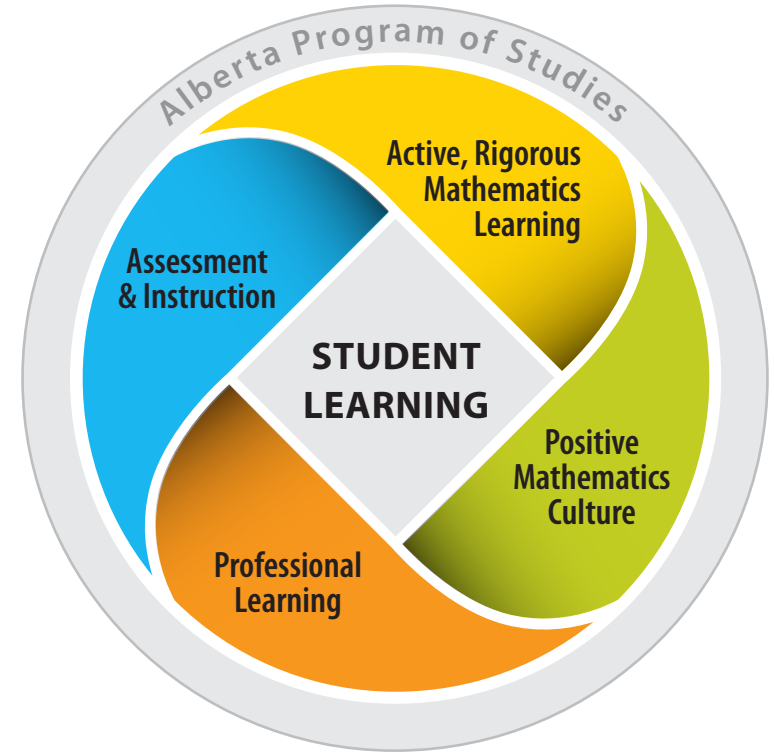 Alberta Program of Studies
Active, Rigorous
Mathematics
Learning
Assessment
& Instruction
STUDENT
LEARNING
Positive
Mathematics
Culture
Professional
Learning